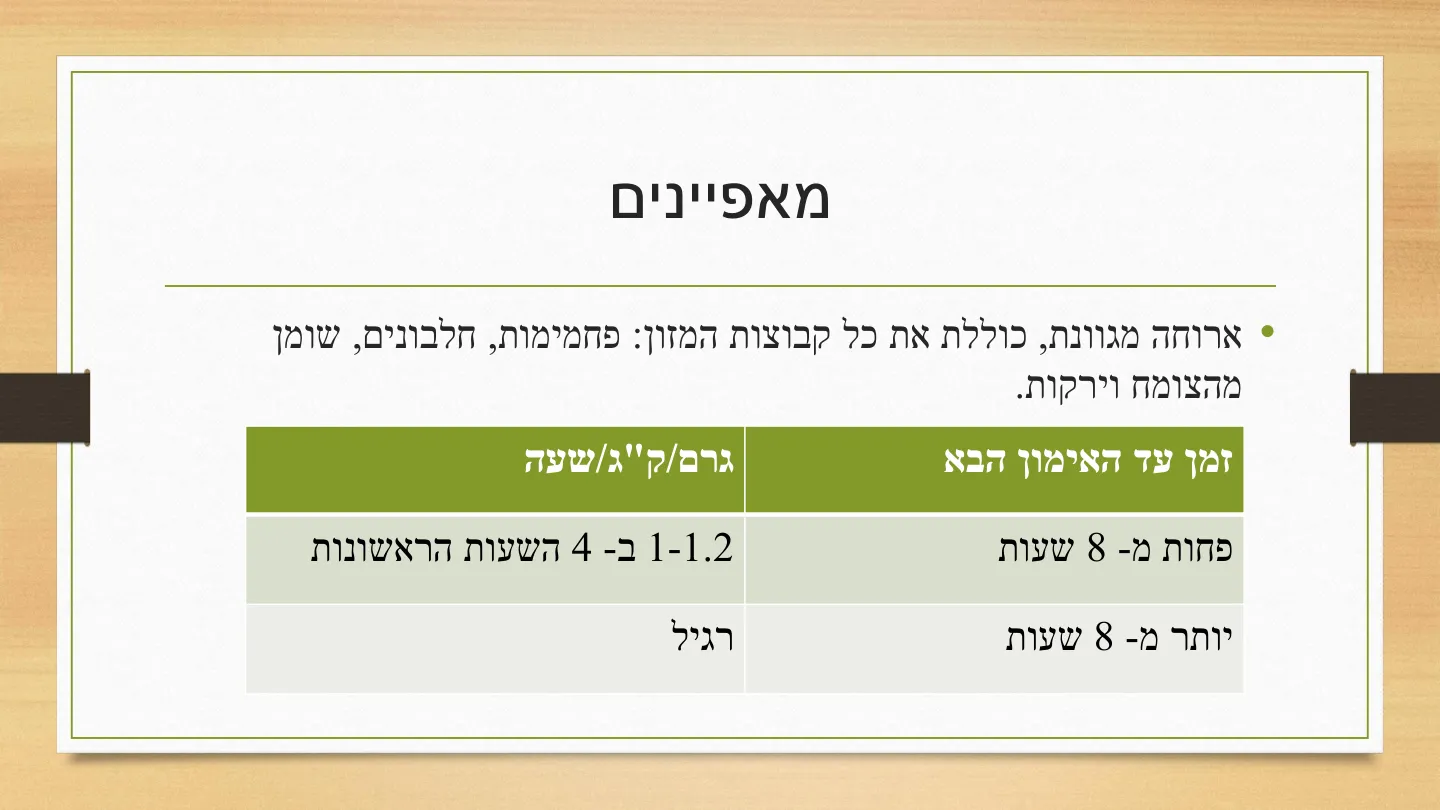 מאפיינים
• ארוחה מגוונת, כוללת את כל קבוצות המזון: פחמימות, חלבונים, שומן
מהצומח וירקות.
זמן עד האימון הבא גרם/ק"ג/שעה
פחות מ- 8 שעות 1-1.2 ב- 4 השעות הראשונות
יותר מ- 8 שעות רגיל